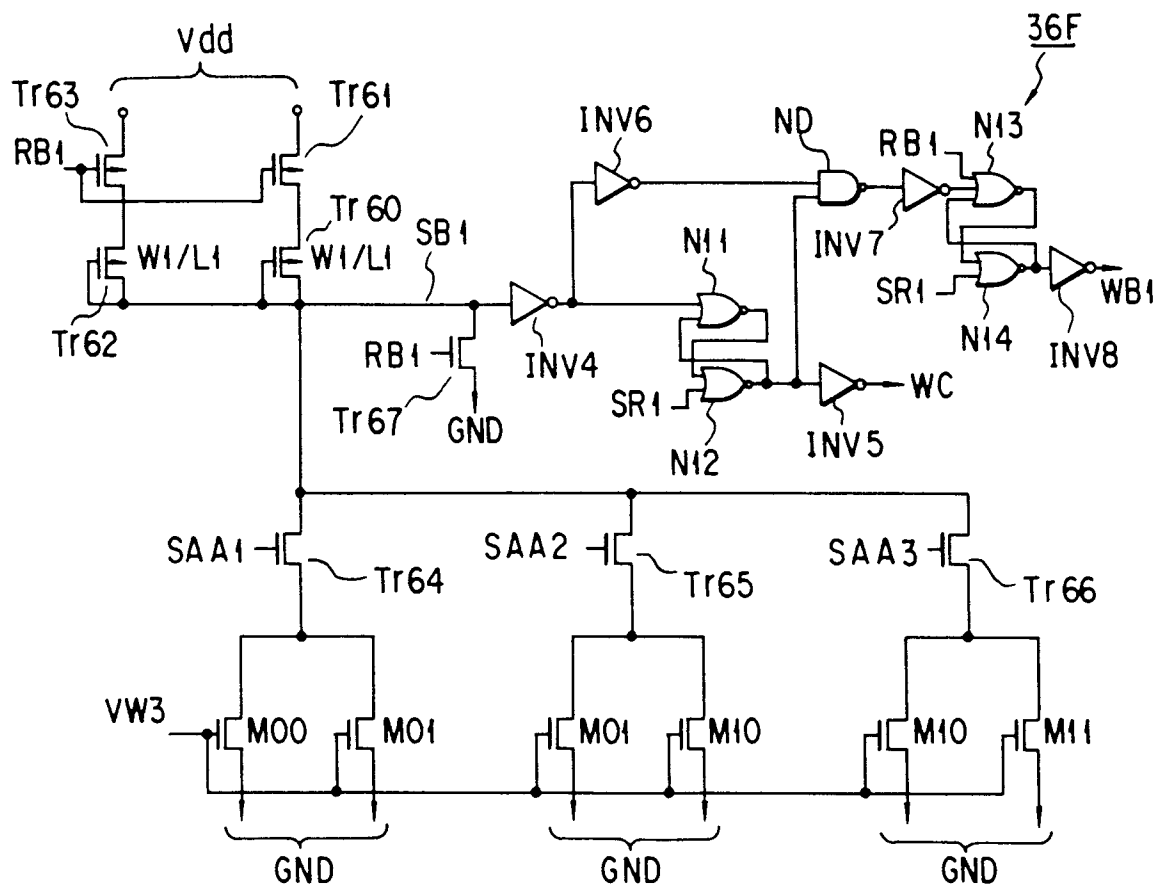 36F
Vdd
Tr63
Tr61
RB1
INV6
ND
RB1
N13
Tr60
W1/L1
W1/L1
SB1
N11
INV7
SR1
WB1
Tr62
RB1
INV4
N14
INV8
Tr67
GND
SR1
WC
N12
INV5
SAA1
SAA2
SAA3
Tr64
Tr65
Tr66
VW3
M00
M01
M01
M10
M10
M11
GND
GND
GND